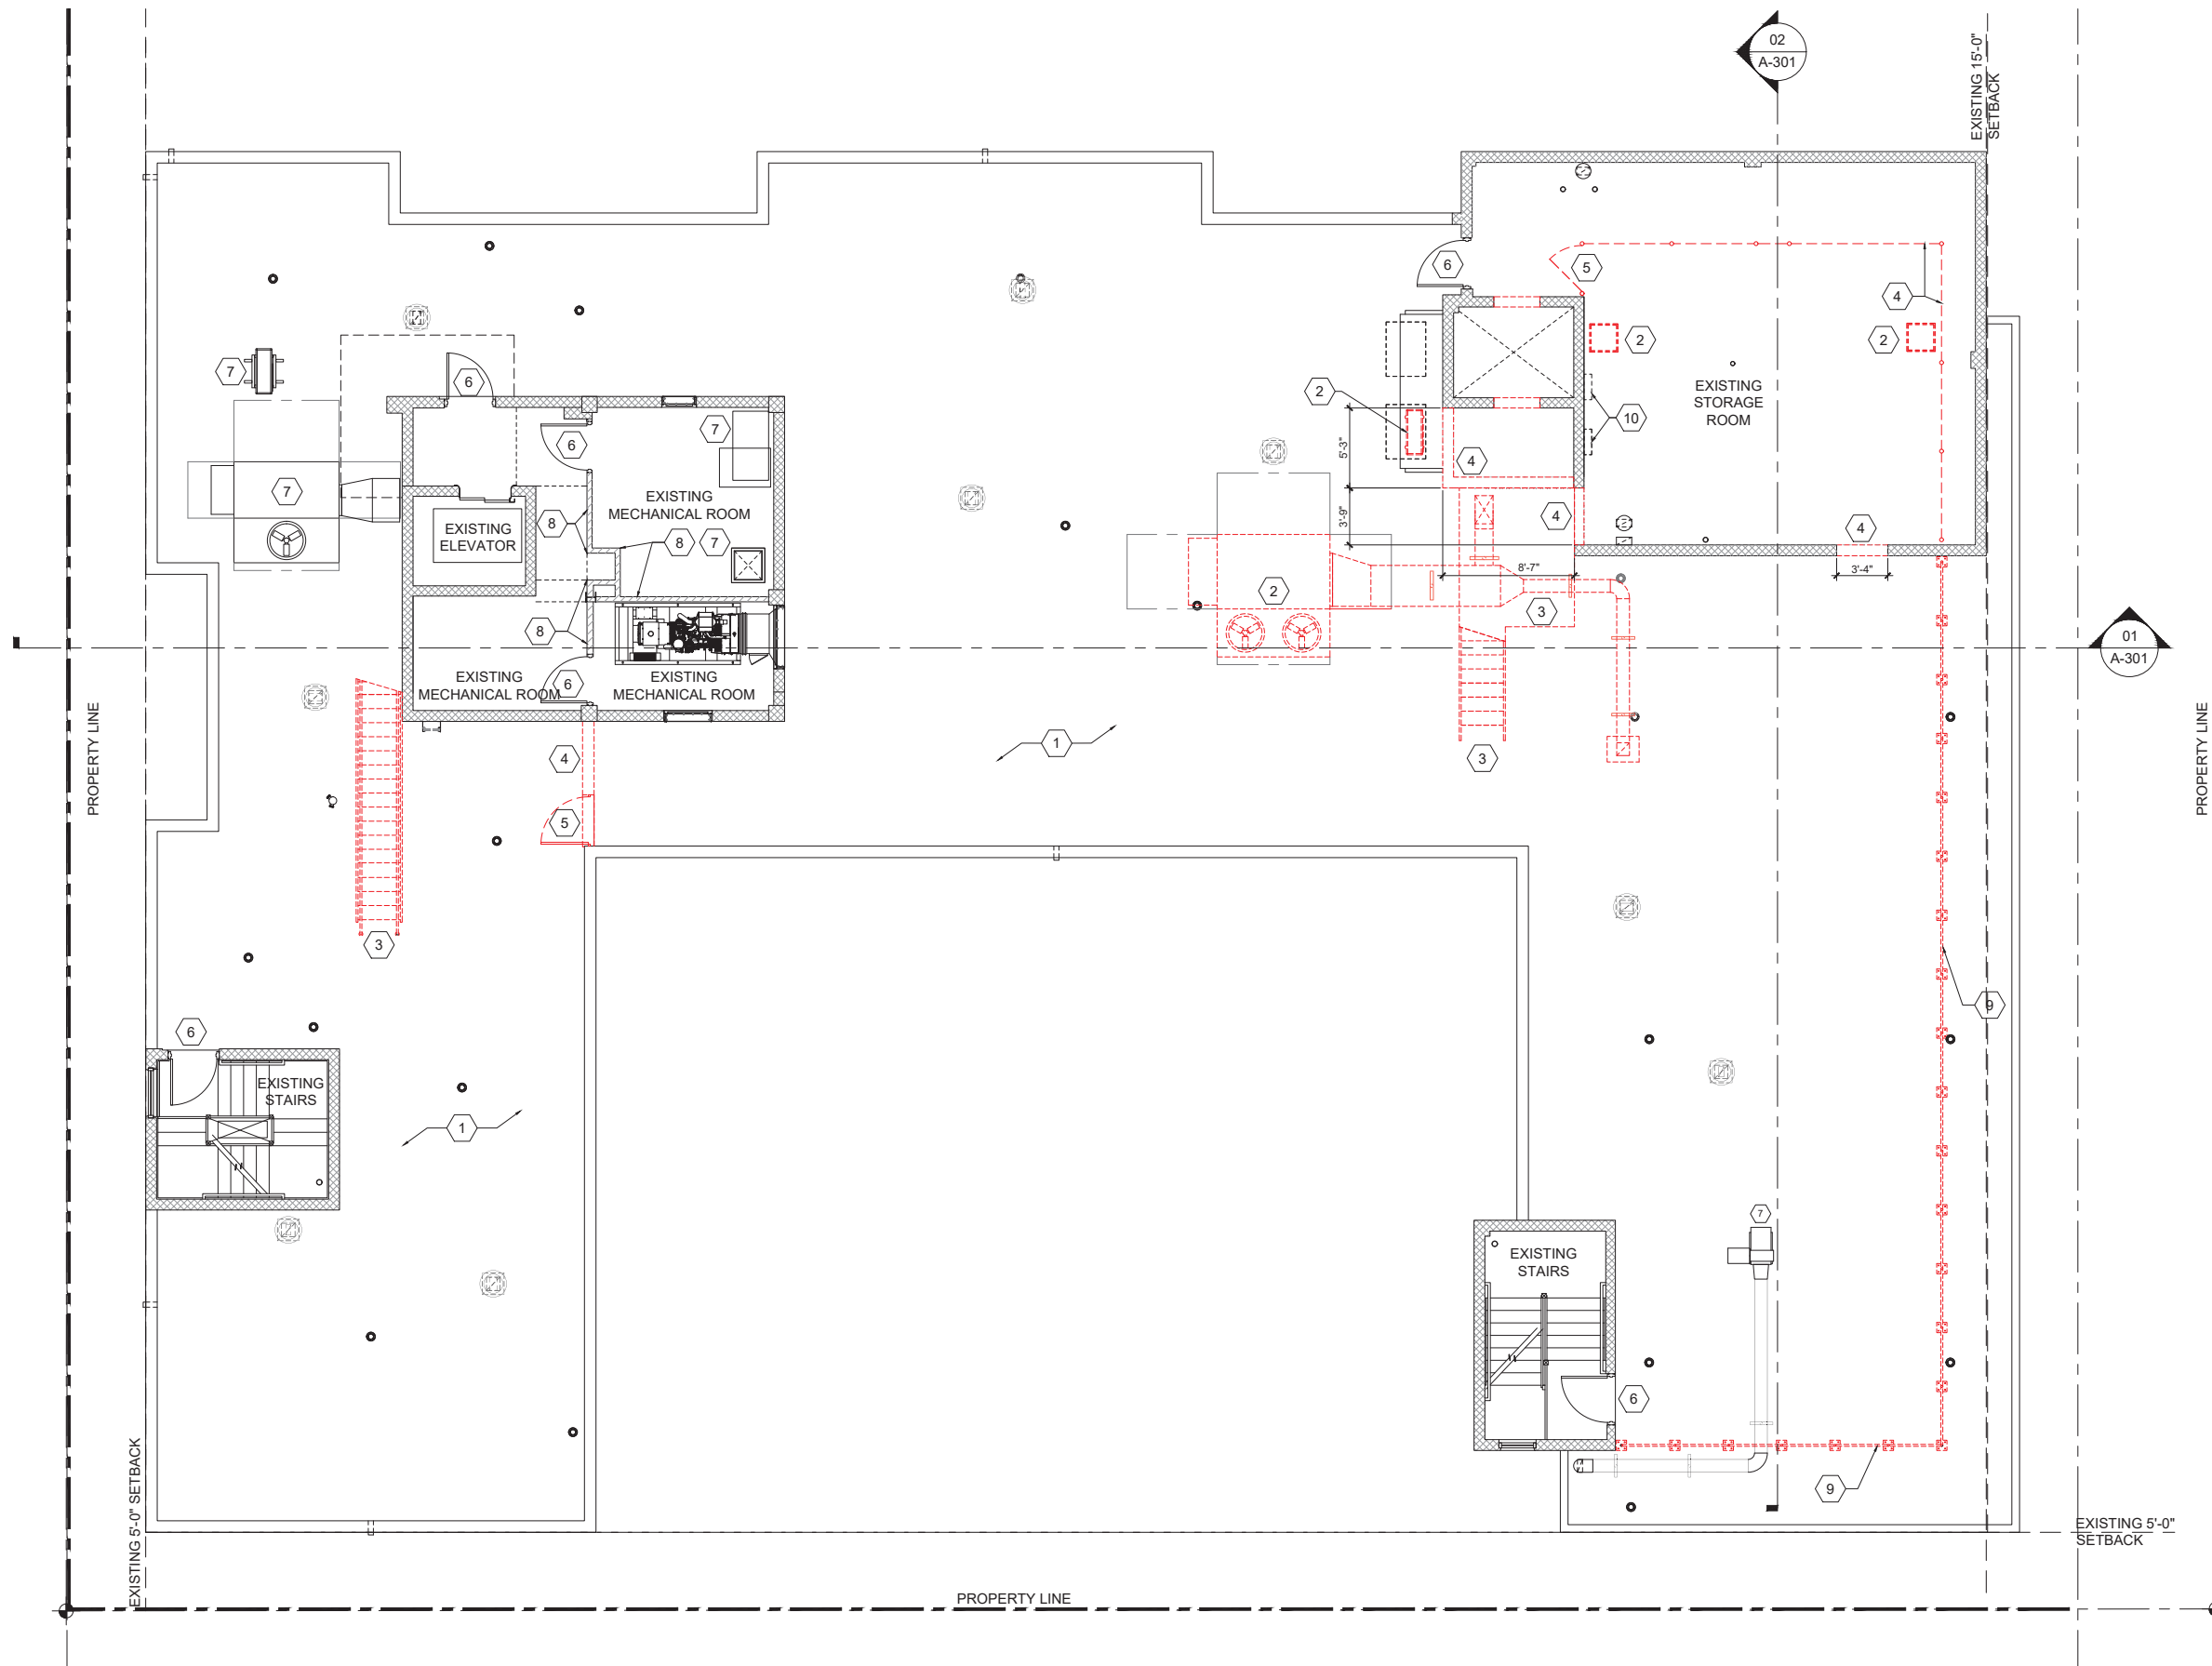 02
A-301
EXISTING 15'-0"
SETBACK
6
5
4
2
2
7
6
2
EXISTING
STORAGE
ROOM
10
6
7
5'-3"
4
7
EXISTING
MECHANICAL ROOM
8
EXISTING
ELEVATOR
8
7
3'-9"
4
4
8'-7"
3'-4"
2
3
8
01
A-301
EXISTING
MECHANICAL ROOM
6
EXISTING
MECHANICAL ROOM
PROPERTY LINE
PROPERTY LINE
1
4
3
5
3
9
6
EXISTING
STAIRS
1
7
EXISTING
STAIRS
6
9
EXISTING 5'-0" SETBACK
EXISTING 5'-0"
SETBACK
PROPERTY LINE